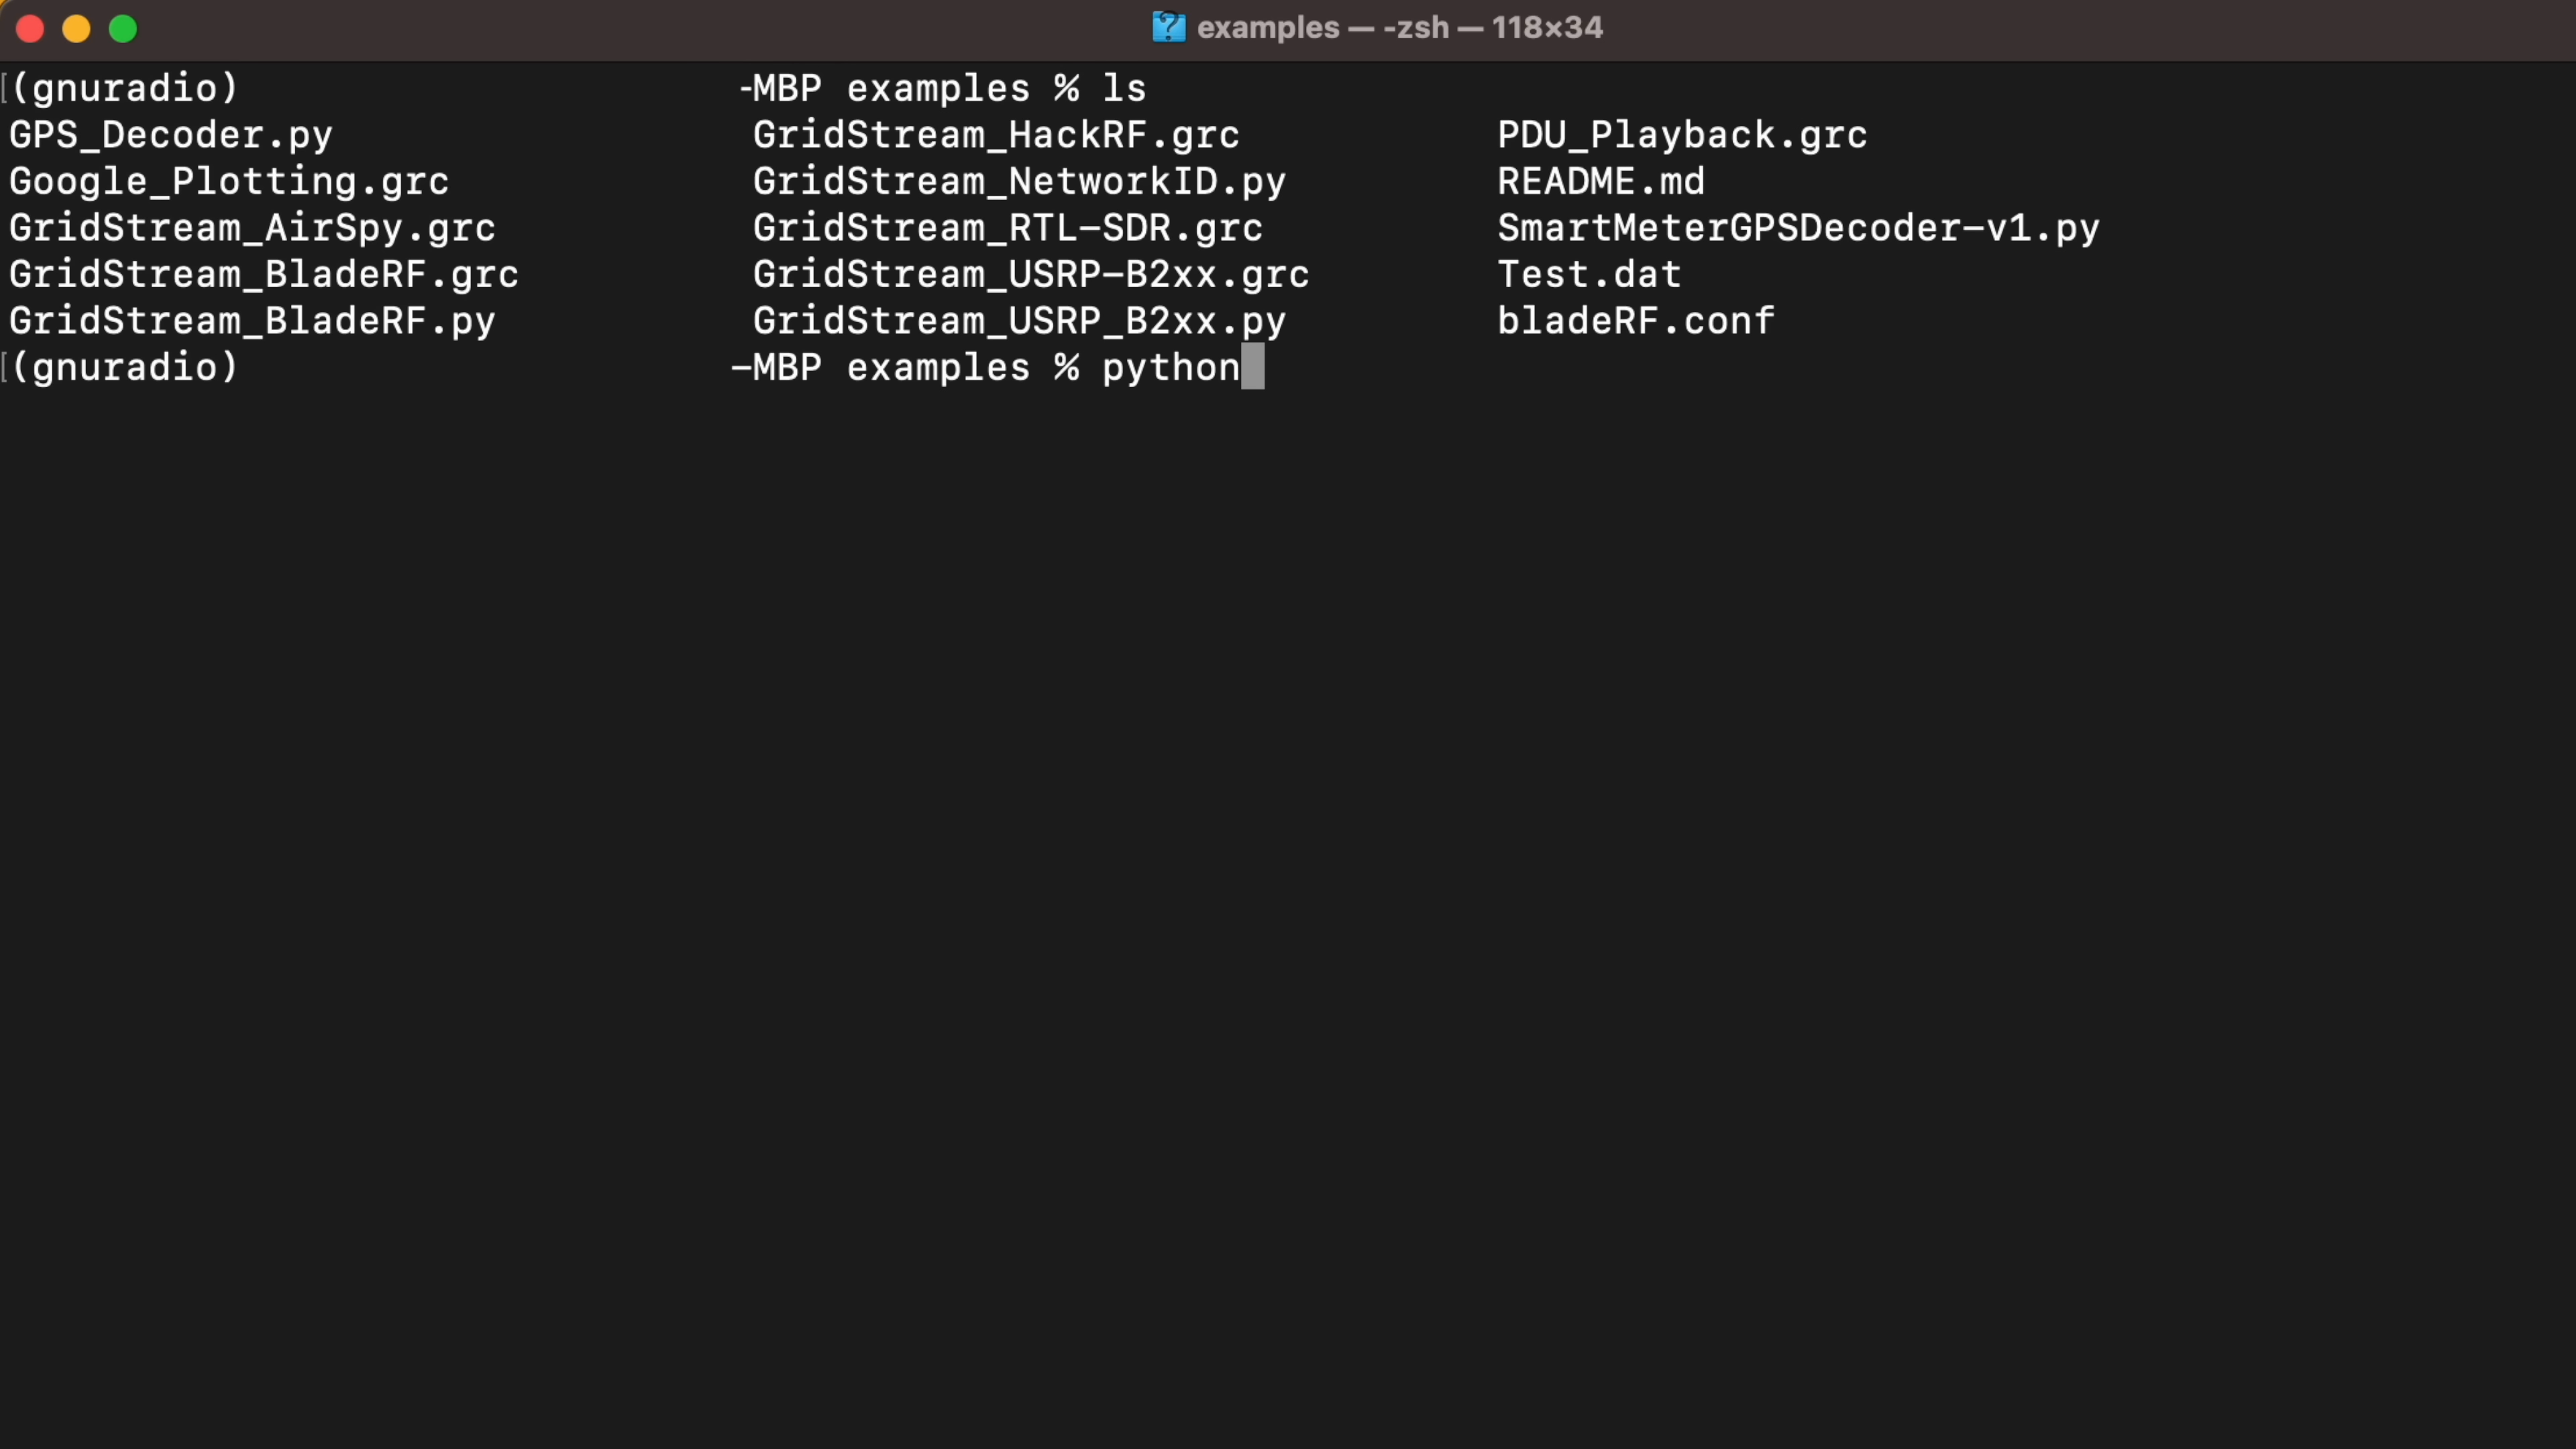 examples — -zsh — 118×34
(gnuradio) -MBP examples % ls
GPS_Decoder.py GridStream_HackRF.grc PDU_Playback.grc
Google_Plotting.grc GridStream_NetworkID.py README.md
GridStream_AirSpy.grc GridStream_RTL-SDR.grc SmartMeterGPSDecoder-v1.py
GridStream_BladeRF.grc GridStream_USRP-B2xx.grc Test.dat
GridStream_BladeRF.py GridStream_USRP_B2xx.py bladeRF.conf
(gnuradio) -MBP examples % python